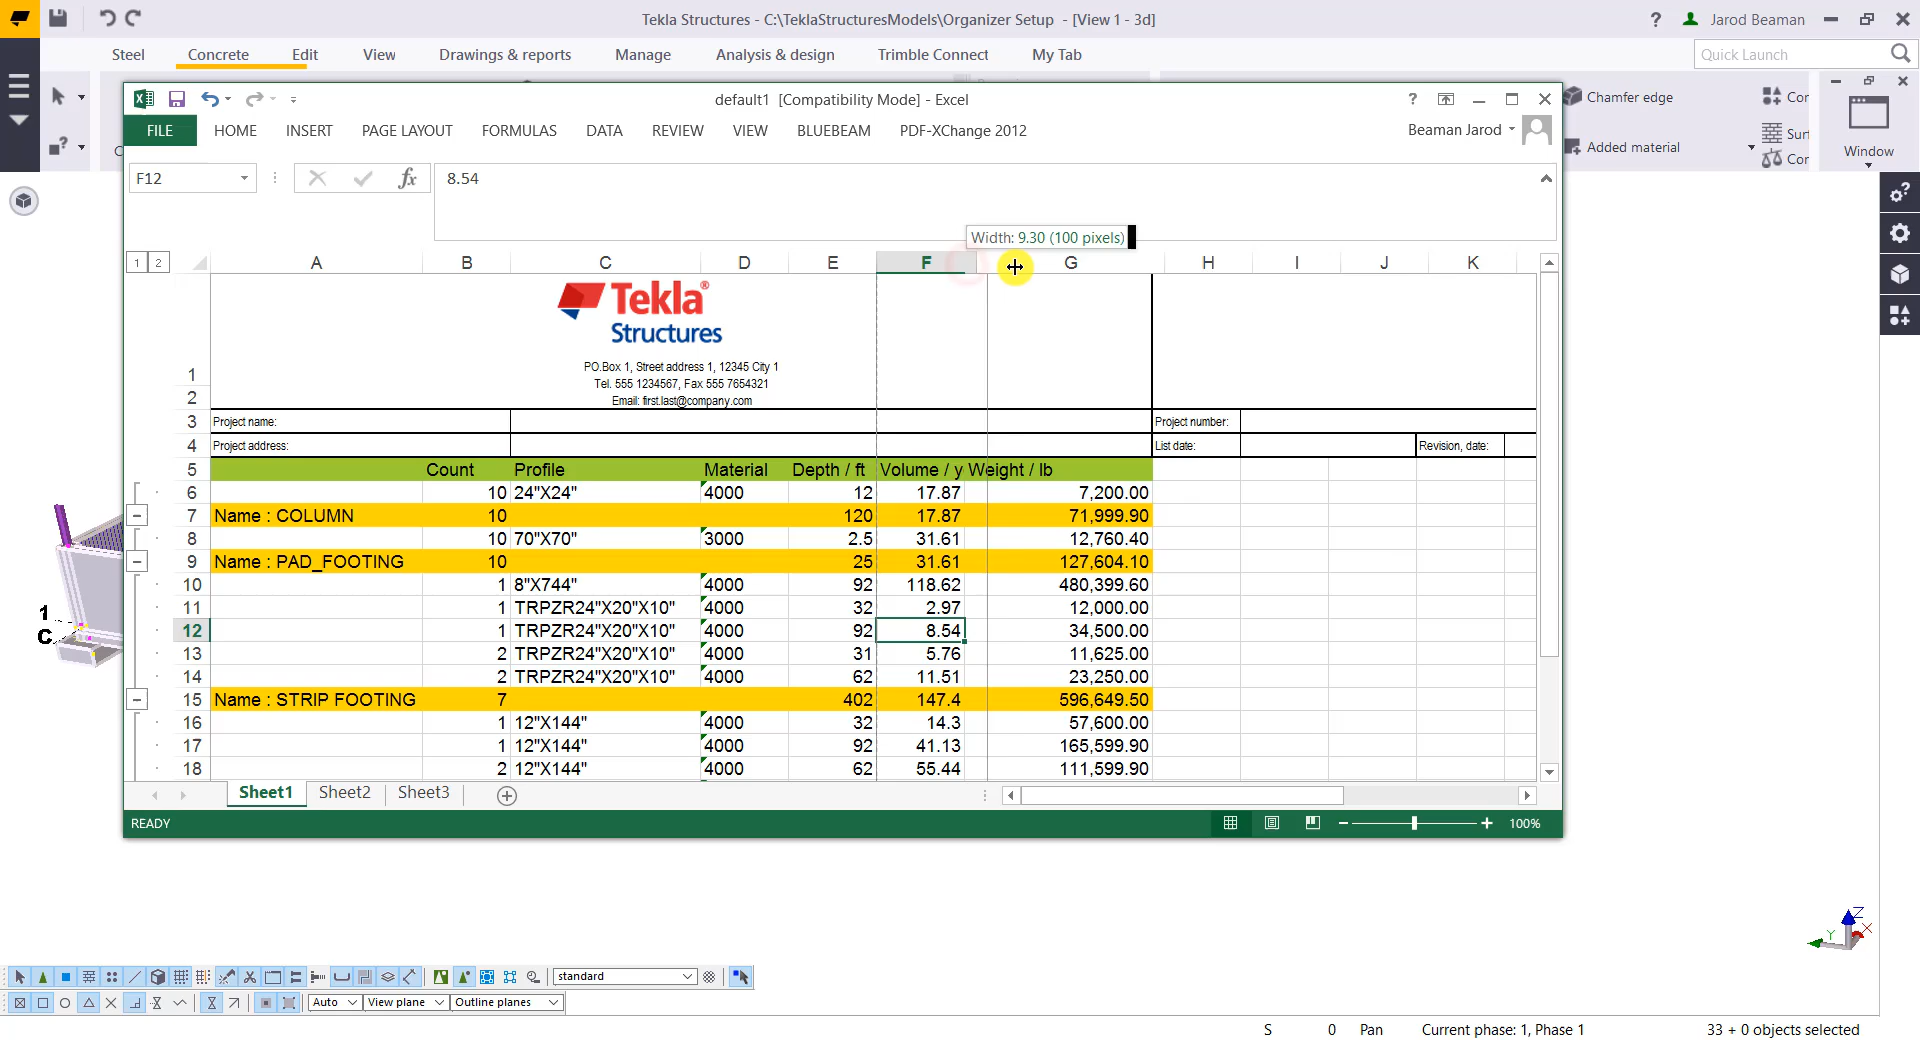 Tekla Structures - C:\TeklaStructuresModels\Organizer Setup - [View 1 - 3d]
? Jarod Beaman
Steel Concrete Edit View Drawings & reports Manage Analysis & design Trimble Connect My Tab
Quick Launch
default1 [Compatibility Mode] - Excel
?
Chamfer edge
Added material
Window
FILE HOME INSERT PAGE LAYOUT FORMULAS DATA REVIEW VIEW BLUEBEAM PDF-XChange 2012
Beaman Jarod
F12 fx 8.54
Width: 9.30 (100 pixels)
1 2 A B C D E F G H I J K
Tekla®
Structures
PO.Box 1, Street address 1, 12345 City 1
1 Tel. 555 1234567, Fax 555 7654321
2 Email: first.last@company.com
3 Project name: Project number:
4 Project address: List date: Revision, date:
5 Count Profile Material Depth / ft Volume / y Weight / lb
6 10 24"X24" 4000 12 17.87 7,200.00
7 Name : COLUMN 10 120 17.87 71,999.90
8 10 70"X70" 3000 2.5 31.61 12,760.40
9 Name : PAD_FOOTING 10 25 31.61 127,604.10
10 1 8"X744" 4000 92 118.62 480,399.60
11 1 TRPZR24"X20"X10" 4000 32 2.97 12,000.00
12 1 TRPZR24"X20"X10" 4000 92 8.54 34,500.00
13 2 TRPZR24"X20"X10" 4000 31 5.76 11,625.00
14 2 TRPZR24"X20"X10" 4000 62 11.51 23,250.00
15 Name : STRIP FOOTING 7 402 147.4 596,649.50
16 1 12"X144" 4000 32 14.3 57,600.00
17 1 12"X144" 4000 92 41.13 165,599.90
18 2 12"X144" 4000 62 55.44 111,599.90
1
C
Sheet1 Sheet2 Sheet3
READY
100%
Z
Y X
standard
Auto View plane Outline planes
S 0 Pan Current phase: 1, Phase 1 33 + 0 objects selected